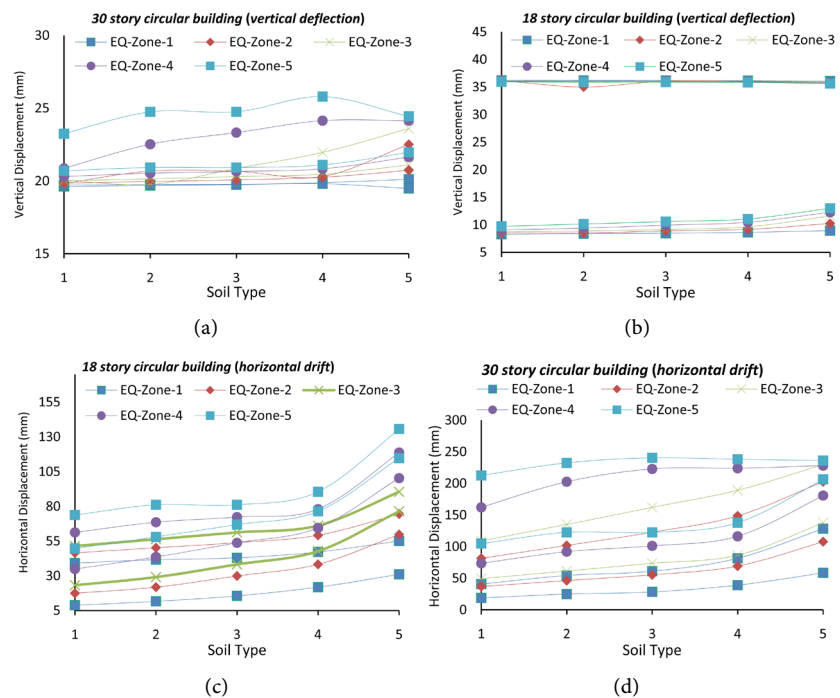 30 story circular building (vertical deflection)
EQ-Zone-1 EQ-Zone-2 EQ-Zone-3
EQ-Zone-4 EQ-Zone-5
Vertical Displacement (mm)
30
25
20
15
1 2 3 4 5
Soil Type
(a)
18 story circular building (vertical deflection)
EQ-Zone-1 EQ-Zone-2 EQ-Zone-3
EQ-Zone-4 EQ-Zone-5
Vertical Displacement (mm)
45
40
35
30
25
20
15
10
5
1 2 3 4 5
Soil Type
(b)
18 story circular building (horizontal drift)
EQ-Zone-1 EQ-Zone-2 EQ-Zone-3
EQ-Zone-4 EQ-Zone-5
Horizontal Displacement (mm)
155
130
105
80
55
30
5
1 2 3 4 5
Soil Type
(c)
30 story circular building (horizontal drift)
EQ-Zone-1 EQ-Zone-2 EQ-Zone-3
EQ-Zone-4 EQ-Zone-5
Horizontal Displacement (mm)
300
250
200
150
100
50
0
1 2 3 4 5
Soil Type
(d)